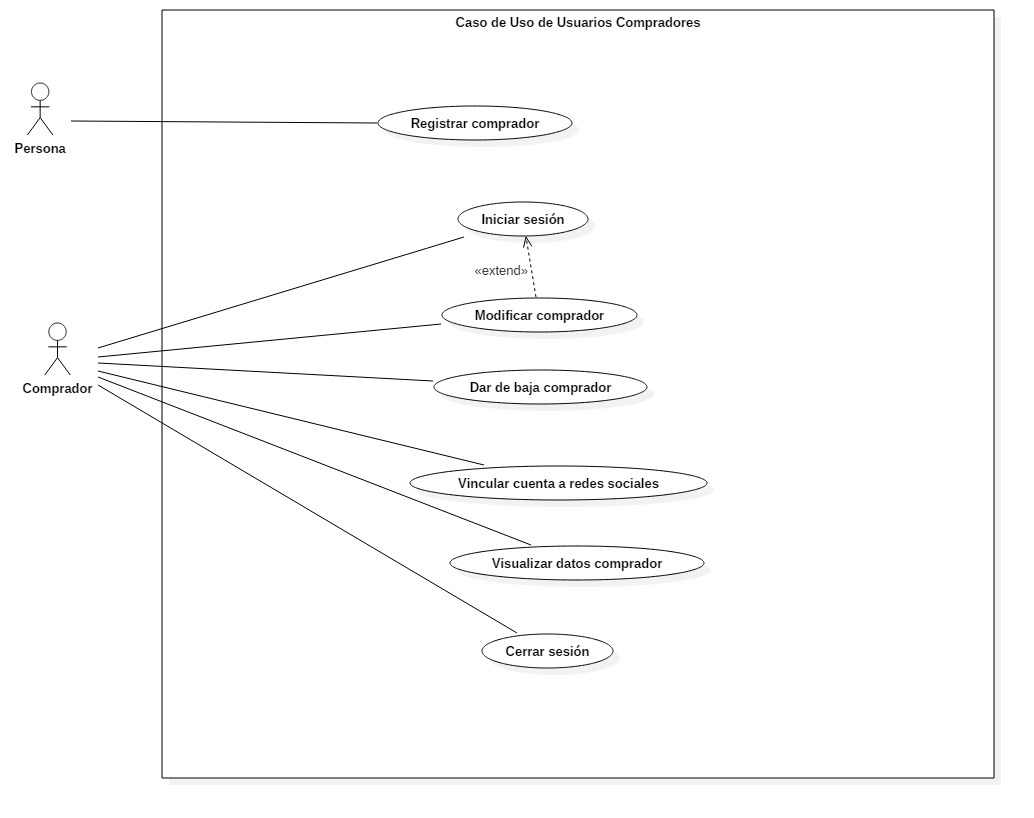 Caso de Uso de Usuarios Compradores
Persona
Registrar comprador
Iniciar sesión
«extend»
Modificar comprador
Comprador
Dar de baja comprador
Vincular cuenta a redes sociales
Visualizar datos comprador
Cerrar sesión